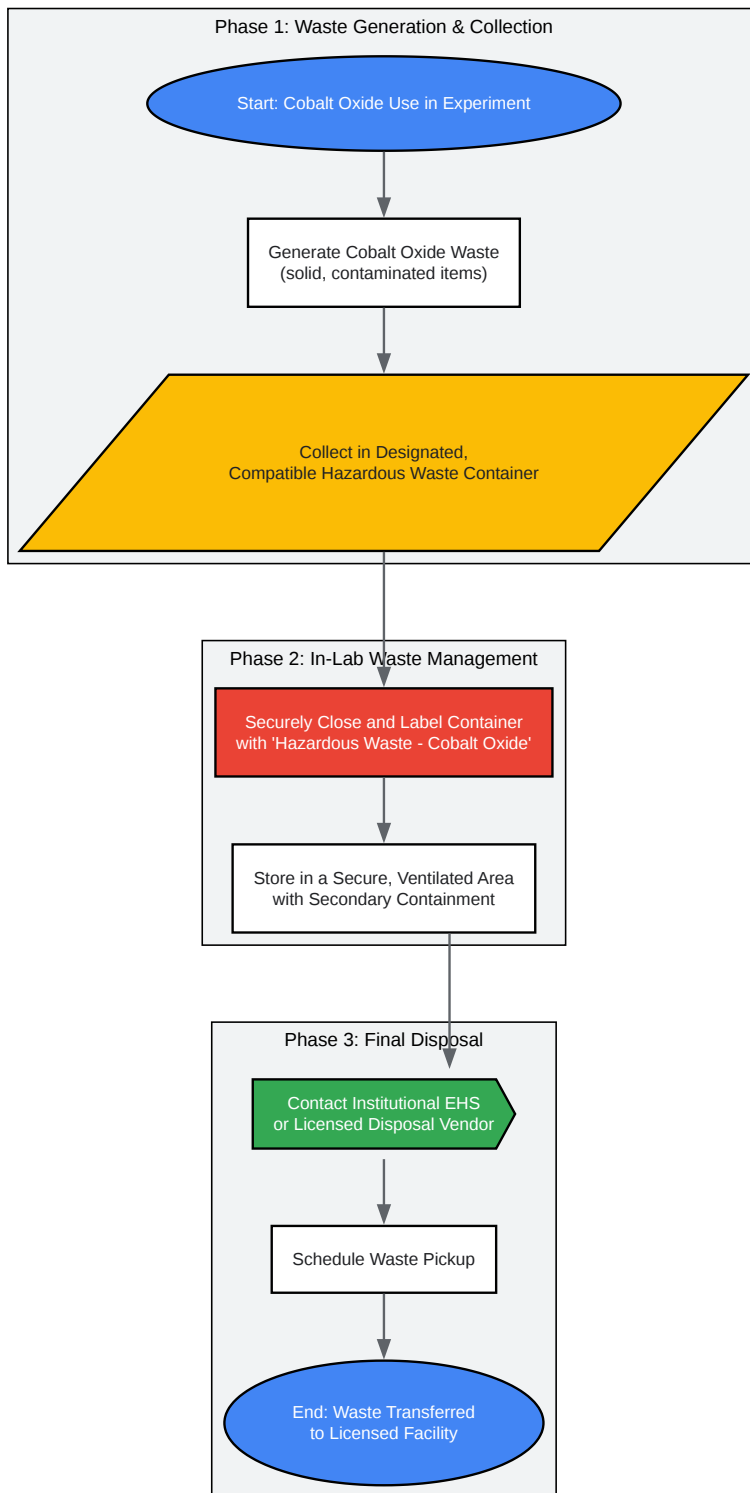 Phase 1: Waste Generation & Collection
Start: Cobalt Oxide Use in Experiment
Generate Cobalt Oxide Waste
(solid, contaminated items)
Collect in Designated,
Compatible Hazardous Waste Container
Phase 2: In-Lab Waste Management
Securely Close and Label Container
with 'Hazardous Waste - Cobalt Oxide'
Store in a Secure, Ventilated Area
with Secondary Containment
Phase 3: Final Disposal
Contact Institutional EHS
or Licensed Disposal Vendor
Schedule Waste Pickup
End: Waste Transferred
to Licensed Facility